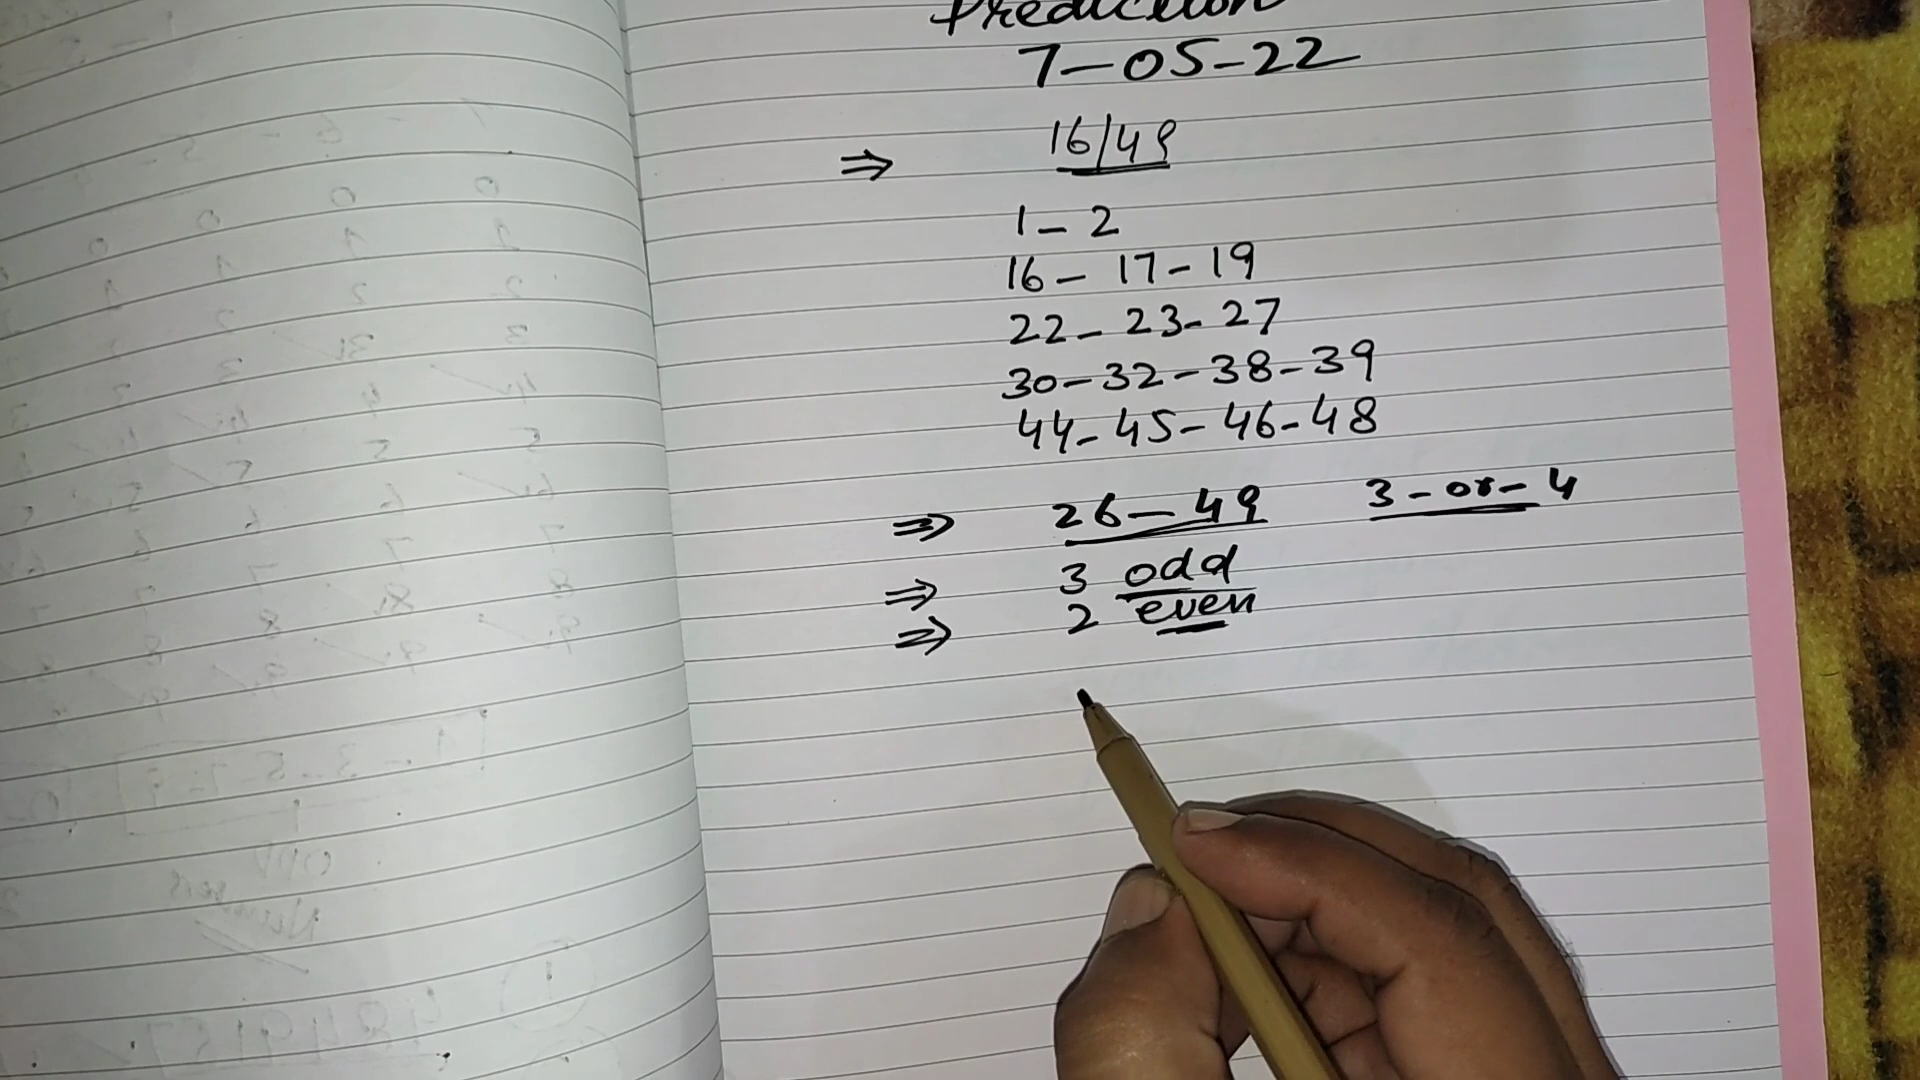 Prediction
7-05-22
⇒ 16/49
1-2
16-17-19
22-23-27
30-32-38-39
44-45-46-48
⇒ 26-49 3-or-4
⇒ 3 odd
⇒ 2 even